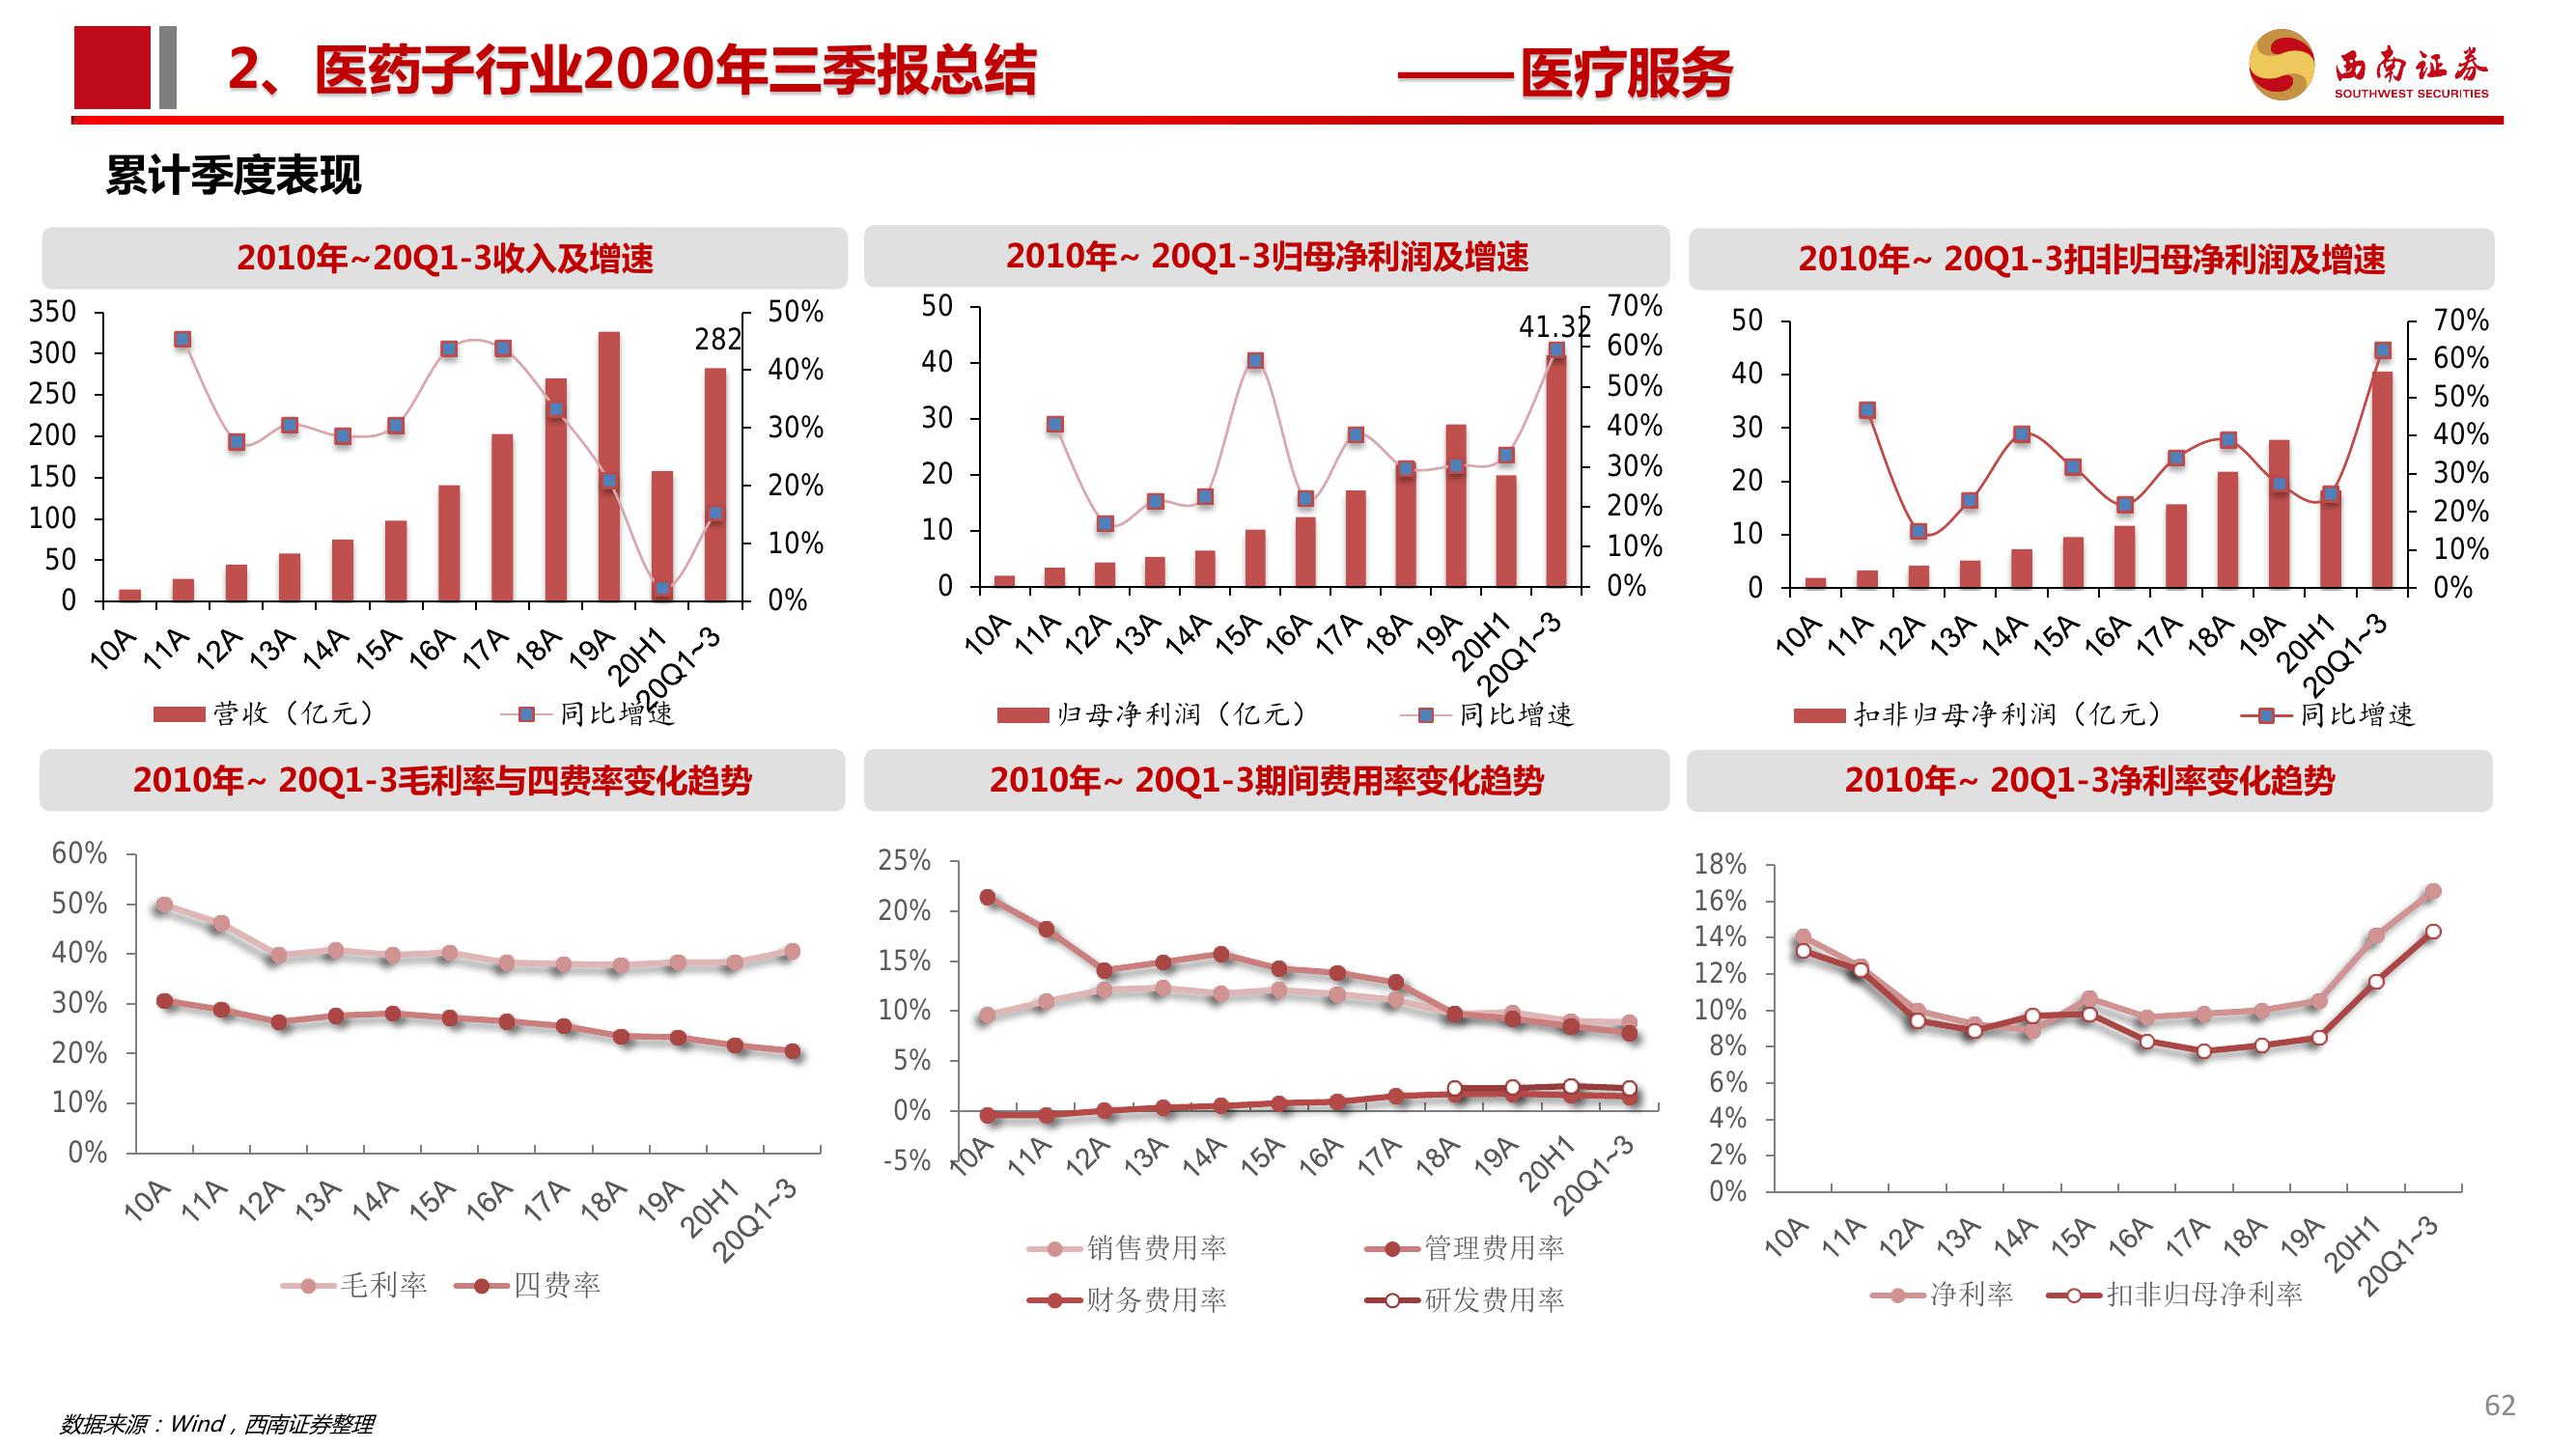 2、医药子行业2020年三季报总结 ——医疗服务
西南证券
SOUTHWEST SECURITIES
累计季度表现
2010年~20Q1-3收入及增速
350
300
250
200
150
100
50
0
50%
40%
30%
20%
10%
0%
282
10A 11A 12A 13A 14A 15A 16A 17A 18A 19A 20H1 20Q1~3
营收（亿元） 同比增速
2010年~ 20Q1-3归母净利润及增速
50
40
30
20
10
0
70%
60%
50%
40%
30%
20%
10%
0%
41.32
10A 11A 12A 13A 14A 15A 16A 17A 18A 19A 20H1 20Q1~3
归母净利润（亿元） 同比增速
2010年~ 20Q1-3扣非归母净利润及增速
50
40
30
20
10
0
70%
60%
50%
40%
30%
20%
10%
0%
10A 11A 12A 13A 14A 15A 16A 17A 18A 19A 20H1 20Q1~3
扣非归母净利润（亿元） 同比增速
2010年~ 20Q1-3毛利率与四费率变化趋势
60%
50%
40%
30%
20%
10%
0%
10A 11A 12A 13A 14A 15A 16A 17A 18A 19A 20H1 20Q1~3
毛利率 四费率
2010年~ 20Q1-3期间费用率变化趋势
25%
20%
15%
10%
5%
0%
-5%
10A 11A 12A 13A 14A 15A 16A 17A 18A 19A 20H1 20Q1~3
销售费用率 管理费用率
财务费用率 研发费用率
2010年~ 20Q1-3净利率变化趋势
18%
16%
14%
12%
10%
8%
6%
4%
2%
0%
10A 11A 12A 13A 14A 15A 16A 17A 18A 19A 20H1 20Q1~3
净利率 扣非归母净利率
数据来源：Wind，西南证券整理
62